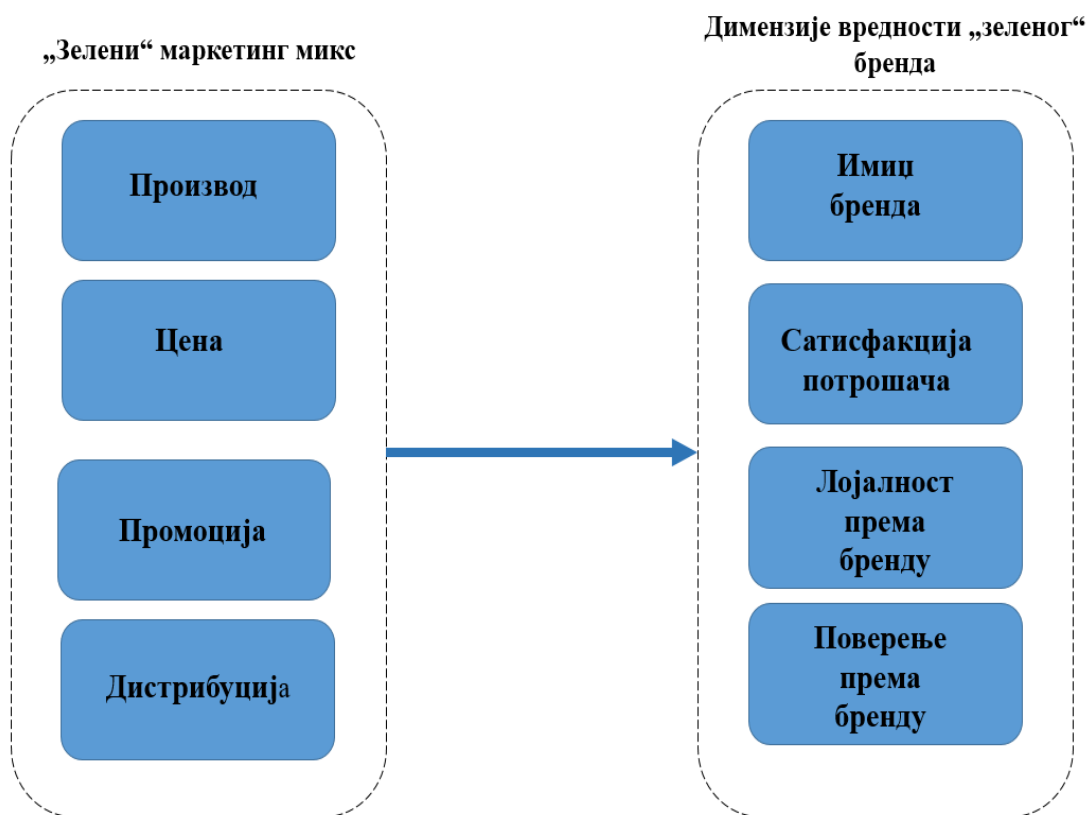 „Зелени“ маркетинг микс
Производ
Цена
Промоција
Дистрибуција
Димензије вредности „зеленог“
бренда
Имиџ
бренда
Сатисфакција
потрошача
Лојалност
према
бренду
Поверење
према
бренду